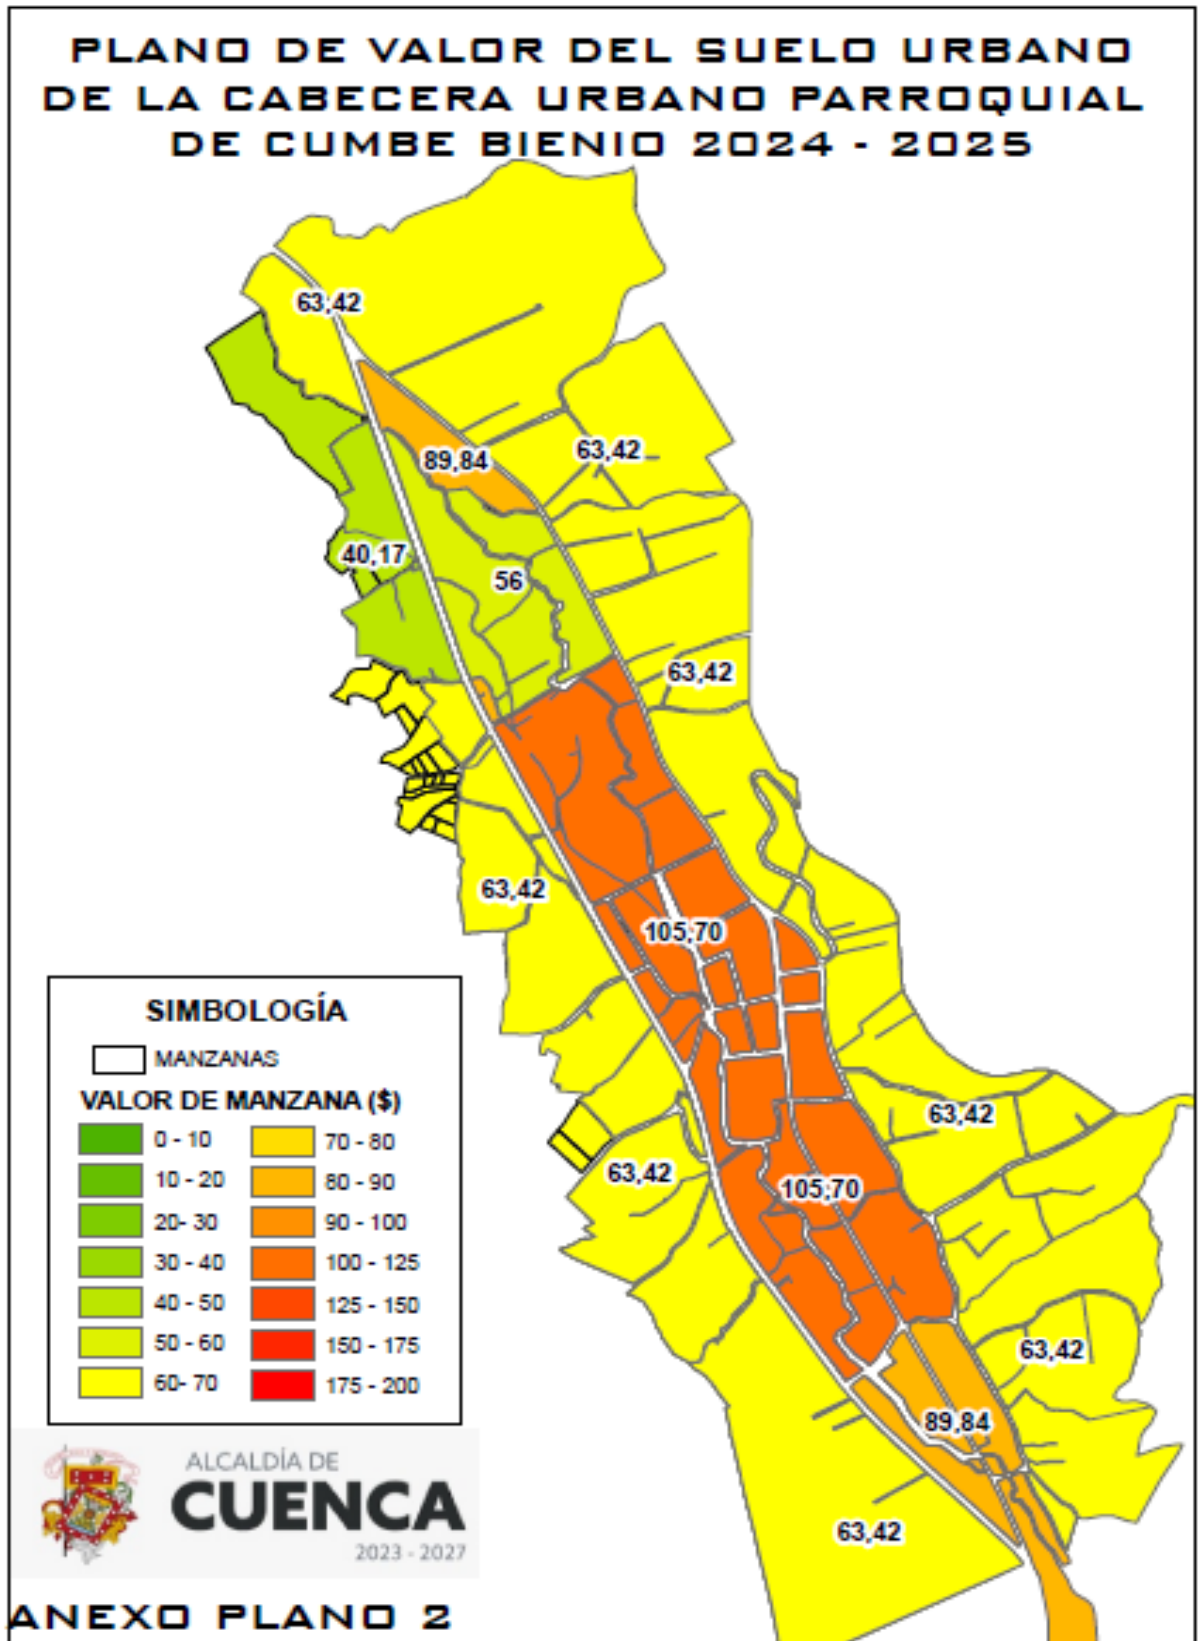 PLANO DE VALOR DEL SUELO URBANO
DE LA CABECERA URBANO PARROQUIAL
DE CUMBE BIENIO 2024 - 2025
63,42
89,84
63,42
40,17
56
63,42
63,42
105,70
63,42
63,42
105,70
63,42
89,84
63,42
SIMBOLOGÍA
MANZANAS
VALOR DE MANZANA ($)
0 - 10
10 - 20
20- 30
30 - 40
40 - 50
50 - 60
60- 70
70 - 80
80 - 90
90 - 100
100 - 125
125 - 150
150 - 175
175 - 200
ALCALDÍA DE
CUENCA
2023 - 2027
ANEXO PLANO 2